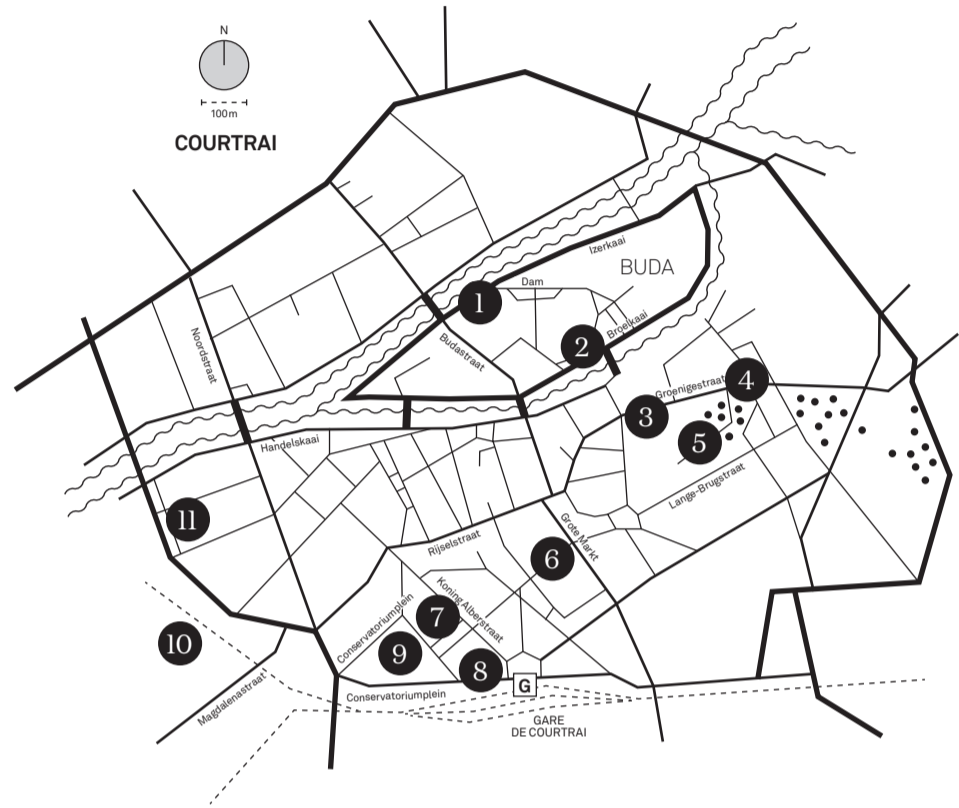 N
100m
COURTRAI
Izerkaai
BUDA
Dam
1
Broelkaai
2
Budastraat
Noordstraat
Groenigestraat
4
3
5
Handelskaai
Lange-Brugstraat
11
Grote Markt
Rijselstraat
6
Koning Alberstraat
7
Conservatoriumplein
9
10
8
G
Magdalenastraat
Conservatoriumplein
GARE
DE COURTRAI